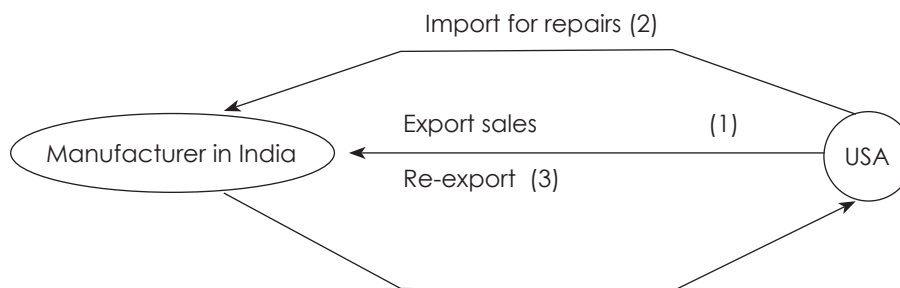 Import for repairs (2)
Export sales (1)
Manufacturer in India
USA
Re-export (3)